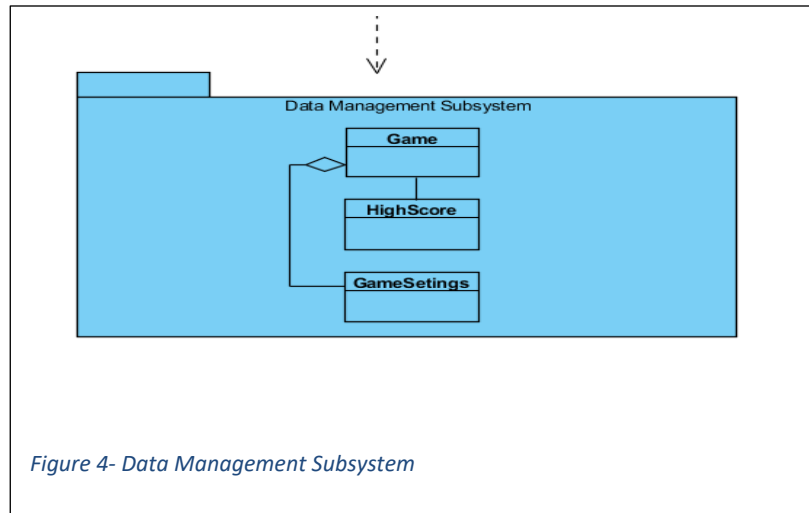 Data Management Subsystem
Game
HighScore
GameSetings
Figure 4- Data Management Subsystem